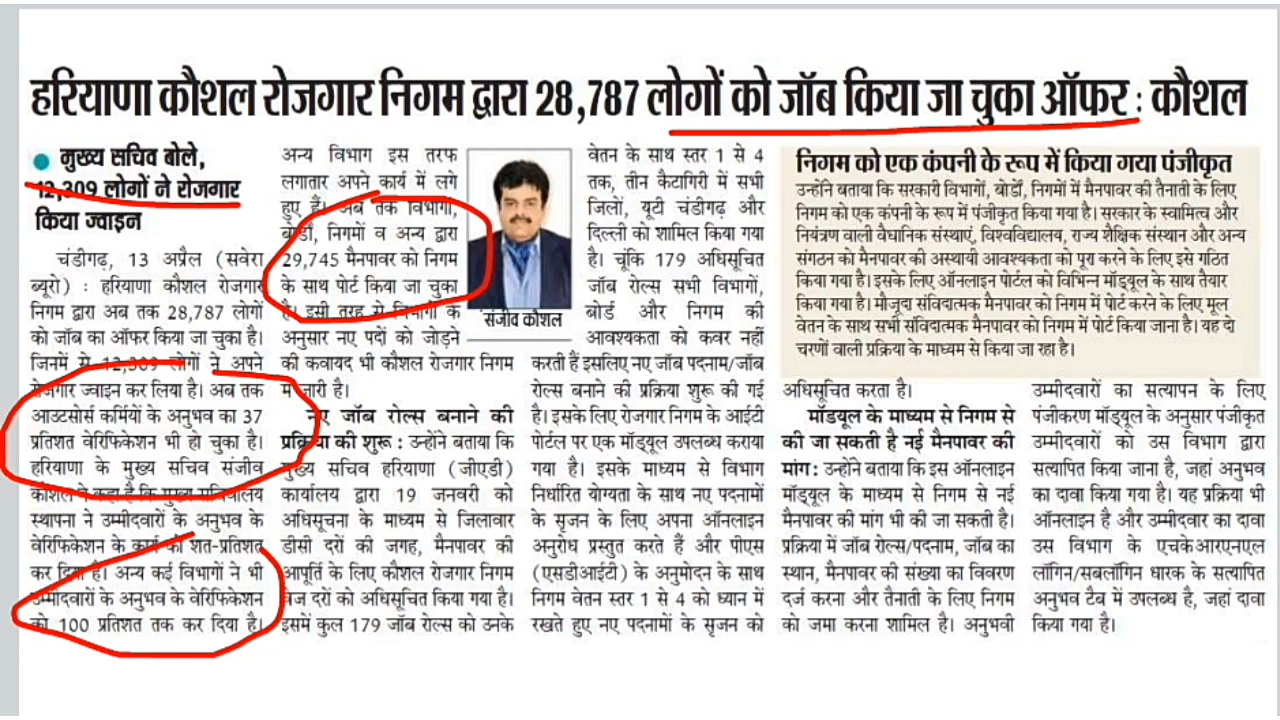 हरियाणा कौशल रोजगार निगम द्वारा 28,787 लोगों को जॉब किया जा चुका ऑफर : कौशल
मुख्य सचिव बोले,
12,309 लोगों ने रोजगार
किया ज्वाइन
चंडीगढ़, 13 अप्रैल (सवेरा
ब्यूरो) : हरियाणा कौशल रोजगार
निगम द्वारा अब तक 28,787 लोगों
को जॉब का ऑफर किया जा चुका है।
जिनमें से 12,309 लोगों ने अपने
रोजगार ज्वाइन कर लिया है। अब तक
आउटसोर्स कर्मियों के अनुभव का 37
प्रतिशत वेरिफिकेशन भी हो चुका है।
हरियाणा के मुख्य सचिव संजीव
कौशल ने कहा है कि मुख्य सचिवालय
स्थापना ने उम्मीदवारों के अनुभव के
वेरिफिकेशन के कार्य को शत-प्रतिशत
कर दिया है। अन्य कई विभागों ने भी
उम्मीदवारों के अनुभव के वेरिफिकेशन
को 100 प्रतिशत तक कर दिया है।
अन्य विभाग इस तरफ
लगातार अपने कार्य में लगे
हुए हैं। अब तक विभागों,
बोर्डों, निगमों व अन्य द्वारा
29,745 मैनपावर को निगम
के साथ पोर्ट किया जा चुका
है। इसी तरह से विभागों के
अनुसार नए पदों को जोड़ने
की कवायद भी कौशल रोजगार निगम
में जारी है।
नए जॉब रोल्स बनाने की
प्रक्रिया की शुरू : उन्होंने बताया कि
मुख्य सचिव हरियाणा (जीएडी)
कार्यालय द्वारा 19 जनवरी को
अधिसूचना के माध्यम से जिलावार
डीसी दरों की जगह, मैनपावर की
आपूर्ति के लिए कौशल रोजगार निगम
वेज दरों को अधिसूचित किया गया है।
इसमें कुल 179 जॉब रोल्स को उनके
संजीव कौशल
वेतन के साथ स्तर 1 से 4
तक, तीन कैटागिरी में सभी
जिलों, यूटी चंडीगढ़ और
दिल्ली को शामिल किया गया
है। चूंकि 179 अधिसूचित
जॉब रोल्स सभी विभागों,
बोर्ड और निगम की
आवश्यकता को कवर नहीं
करती हैं इसलिए नए जॉब पदनाम/जॉब
रोल्स बनाने की प्रक्रिया शुरू की गई
है। इसके लिए रोजगार निगम के आईटी
पोर्टल पर एक मॉड्यूल उपलब्ध कराया
गया है। इसके माध्यम से विभाग
निर्धारित योग्यता के साथ नए पदनामों
के सृजन के लिए अपना ऑनलाइन
अनुरोध प्रस्तुत करते हैं और पीएस
(एसडीआईटी) के अनुमोदन के साथ
निगम वेतन स्तर 1 से 4 को ध्यान में
रखते हुए नए पदनामों के सृजन को
निगम को एक कंपनी के रूप में किया गया पंजीकृत
उन्होंने बताया कि सरकारी विभागों, बोर्डों, निगमों में मैनपावर की तैनाती के लिए
निगम को एक कंपनी के रूप में पंजीकृत किया गया है। सरकार के स्वामित्व और
नियंत्रण वाली वैधानिक संस्थाएं, विश्वविद्यालय, राज्य शैक्षिक संस्थान और अन्य
संगठन को मैनपावर की अस्थायी आवश्यकता को पूरा करने के लिए इसे गठित
किया गया है। इसके लिए ऑनलाइन पोर्टल को विभिन्न मॉड्यूल के साथ तैयार
किया गया है। मौजूदा संविदात्मक मैनपावर को निगम में पोर्ट करने के लिए मूल
वेतन के साथ सभी संविदात्मक मैनपावर को निगम में पोर्ट किया जाना है। यह दो
चरणों वाली प्रक्रिया के माध्यम से किया जा रहा है।
अधिसूचित करता है।
मॉडयूल के माध्यम से निगम से
की जा सकती है नई मैनपावर की
मांग : उन्होंने बताया कि इस ऑनलाइन
मॉड्यूल के माध्यम से निगम से नई
मैनपावर की मांग भी की जा सकती है।
प्रक्रिया में जॉब रोल्स/पदनाम, जॉब का
स्थान, मैनपावर की संख्या का विवरण
दर्ज करना और तैनाती के लिए निगम
को जमा करना शामिल है। अनुभवी
उम्मीदवारों का सत्यापन के लिए
पंजीकरण मॉड्यूल के अनुसार पंजीकृत
उम्मीदवारों को उस विभाग द्वारा
सत्यापित किया जाना है, जहां अनुभव
का दावा किया गया है। यह प्रक्रिया भी
ऑनलाइन है और उम्मीदवार का दावा
उस विभाग के एचकेआरएनएल
लॉगिन/सबलॉगिन धारक के सत्यापित
अनुभव टैब में उपलब्ध है, जहां दावा
किया गया है।